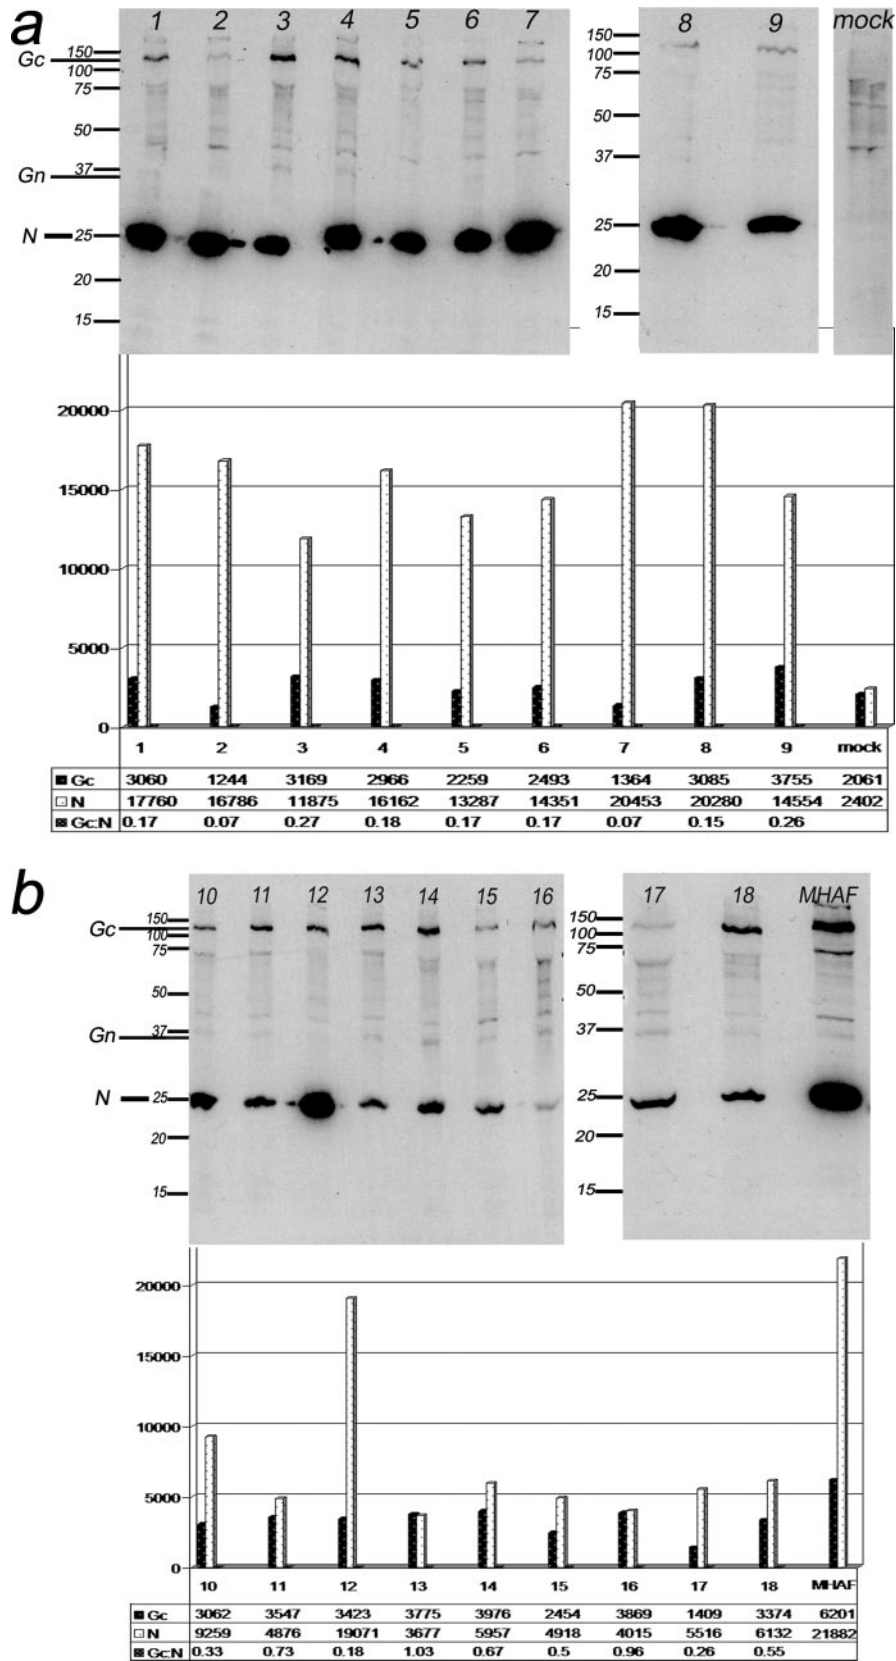 a
1 2 3 4 5 6 7 8 9 mock
Gc
150
100
75
50
37
Gn
N
25
20
15
150
100
75
50
37
25
20
15
20000
15000
10000
5000
0
1 2 3 4 5 6 7 8 9 mock
Gc 3060 1244 3169 2966 2259 2493 1364 3085 3755 2061
N 17760 16786 11875 16162 13287 14351 20453 20280 14554 2402
Gc:N 0.17 0.07 0.27 0.18 0.17 0.17 0.07 0.15 0.26
b
10 11 12 13 14 15 16 17 18 MHAF
Gc
150
100
75
50
37
Gn
N
25
20
15
150
100
75
50
37
25
20
15
20000
15000
10000
5000
0
10 11 12 13 14 15 16 17 18 MHAF
Gc 3062 3547 3423 3775 3976 2454 3869 1409 3374 6201
N 9259 4876 19071 3677 5957 4918 4015 5516 6132 21882
Gc:N 0.33 0.73 0.18 1.03 0.67 0.5 0.96 0.26 0.55